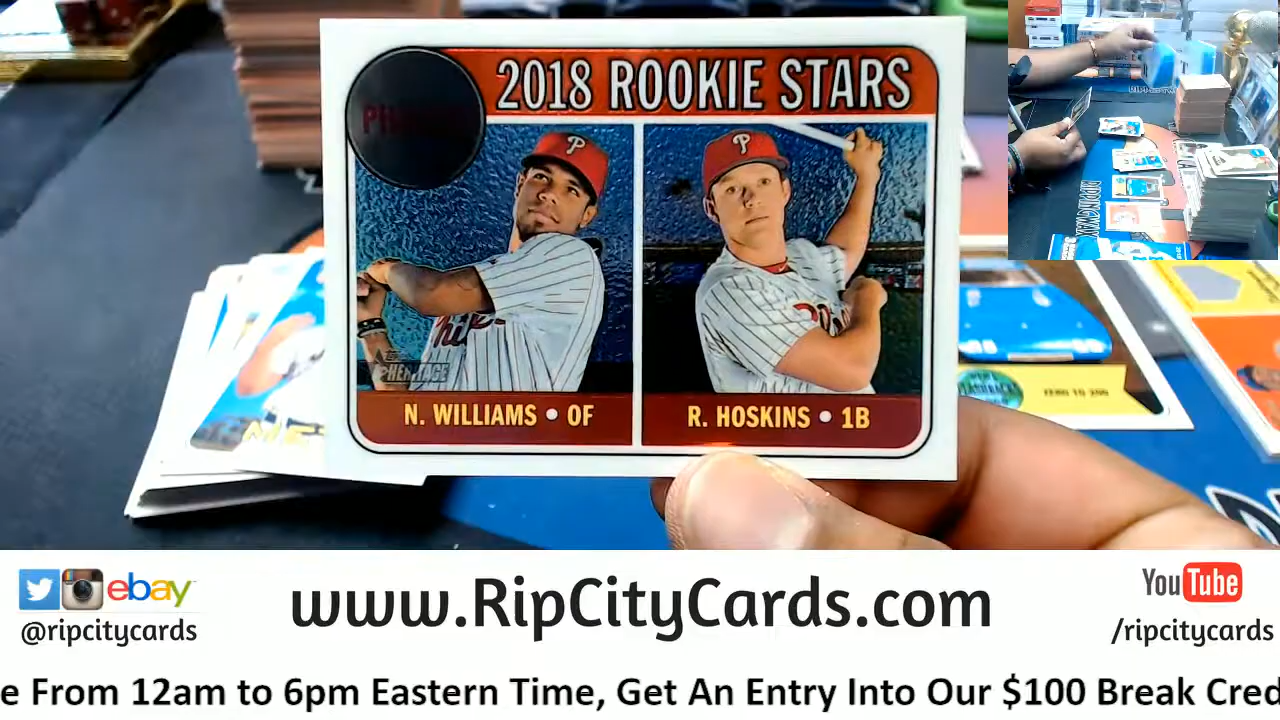 2018 ROOKIE STARS
P
P
HERITAGE
N. WILLIAMS • OF
R. HOSKINS • 1B
ebay
@ripcitycards
www.RipCityCards.com
YouTube
/ripcitycards
e From 12am to 6pm Eastern Time, Get An Entry Into Our $100 Break Cred